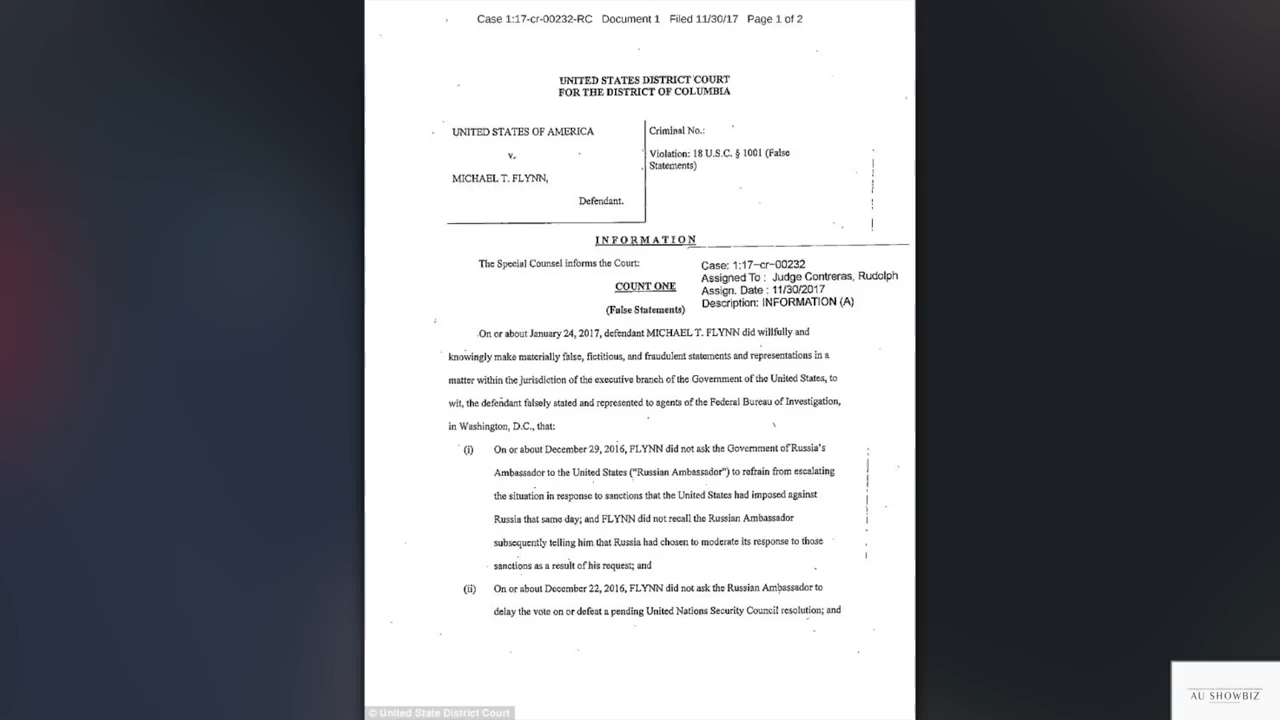 Case 1:17-cr-00232-RC Document 1 Filed 11/30/17 Page 1 of 2
UNITED STATES DISTRICT COURT
FOR THE DISTRICT OF COLUMBIA
UNITED STATES OF AMERICA
v.
MICHAEL T. FLYNN,
Defendant.
Criminal No.:
Violation: 18 U.S.C. § 1001 (False
Statements)
INFORMATION
The Special Counsel informs the Court:
COUNT ONE
(False Statements)
Case: 1:17-cr-00232
Assigned To : Judge Contreras, Rudolph
Assign. Date : 11/30/2017
Description: INFORMATION (A)
On or about January 24, 2017, defendant MICHAEL T. FLYNN did willfully and
knowingly make materially false, fictitious, and fraudulent statements and representations in a
matter within the jurisdiction of the executive branch of the Government of the United States, to
wit, the defendant falsely stated and represented to agents of the Federal Bureau of Investigation,
in Washington, D.C., that:
(i) On or about December 29, 2016, FLYNN did not ask the Government of Russia's
Ambassador to the United States ("Russian Ambassador") to refrain from escalating
the situation in response to sanctions that the United States had imposed against
Russia that same day; and FLYNN did not recall the Russian Ambassador
subsequently telling him that Russia had chosen to moderate its response to those
sanctions as a result of his request; and
(ii) On or about December 22, 2016, FLYNN did not ask the Russian Ambassador to
delay the vote on or defeat a pending United Nations Security Council resolution; and
© United State District Court
AU SHOWBIZ